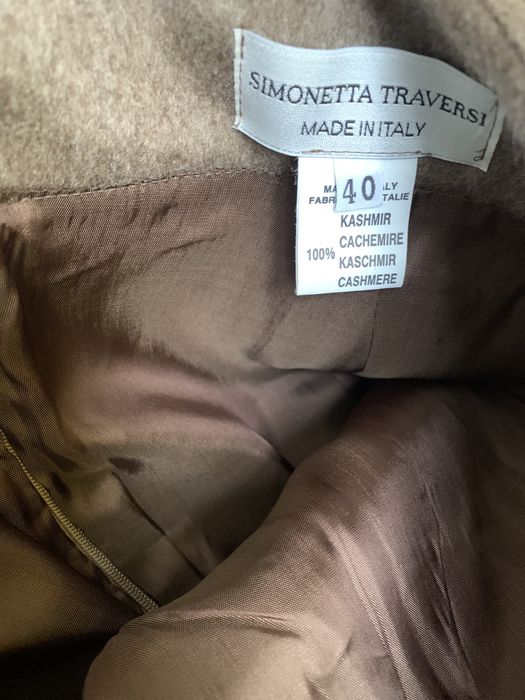 SIMONETTA TRAVERSI
MADE IN ITALY
40
KASHMIR
CACHEMIRE
100% KASCHMIR
CASHMERE